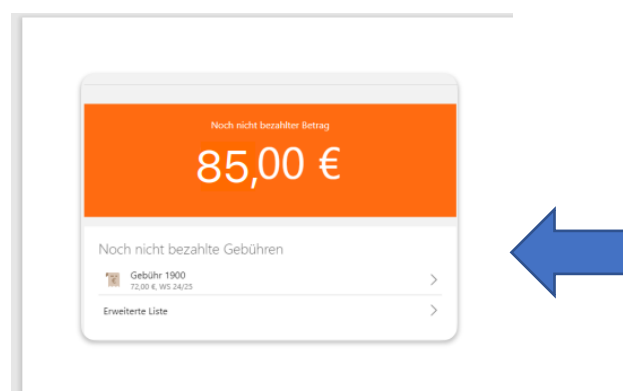 Noch nicht bezahlter Betrag
85,00 €
Noch nicht bezahlte Gebühren
Gebühr 1900
72,00 €, WS 24/25
Erweiterte Liste